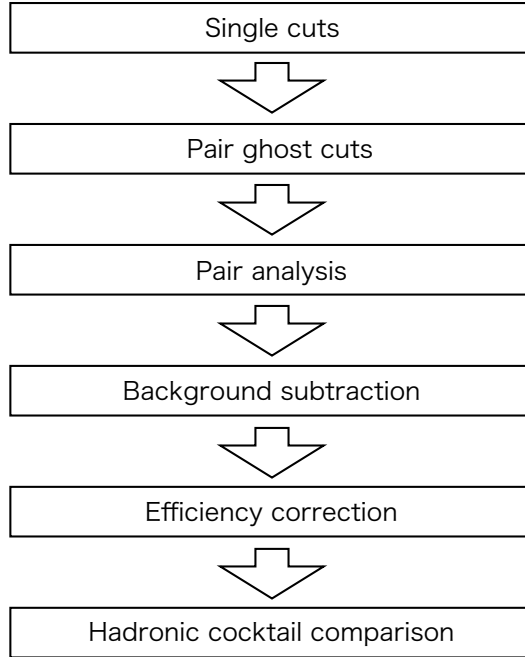 Single cuts
Pair ghost cuts
Pair analysis
Background subtraction
Efficiency correction
Hadronic cocktail comparison